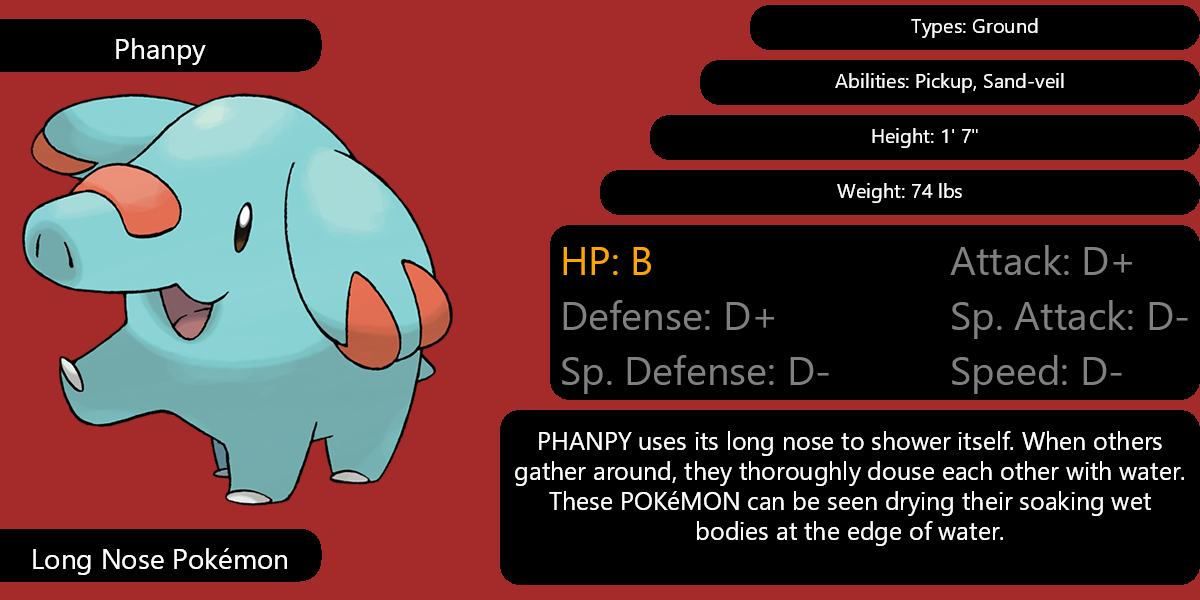 Phanpy
Long Nose Pokémon
Types: Ground
Abilities: Pickup, Sand-veil
Height: 1' 7"
Weight: 74 lbs
HP: B
Attack: D+
Defense: D+
Sp. Attack: D-
Sp. Defense: D-
Speed: D-
PHANPY uses its long nose to shower itself. When others
gather around, they thoroughly douse each other with water.
These POKéMON can be seen drying their soaking wet
bodies at the edge of water.